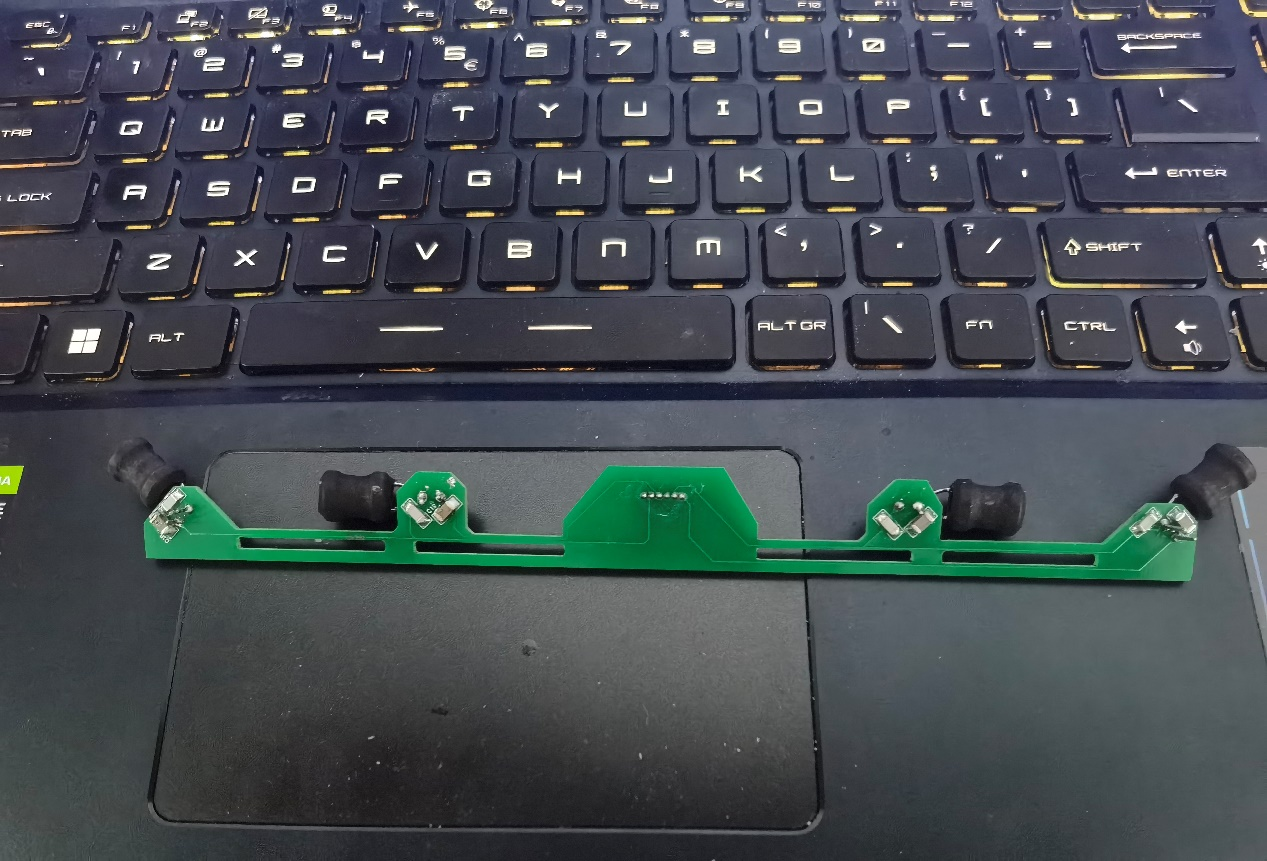 ESC F1 F2 F3 F4 F5 F6 F7 F8 F9 F10 F11 F12
~ ` ! 1 @ 2 # 3 4 % 5 € ^ 6 & 7 * 8 ( 9 ) 0 _ - + = BACKSPACE
TAB Q W E R T Y U I O P { [ } ] | \
LOCK A S D F G H J K L : ; " ' ENTER
Z X C V B N M < , > . ? / SHIFT
ALT ALT GR | \ FN CTRL